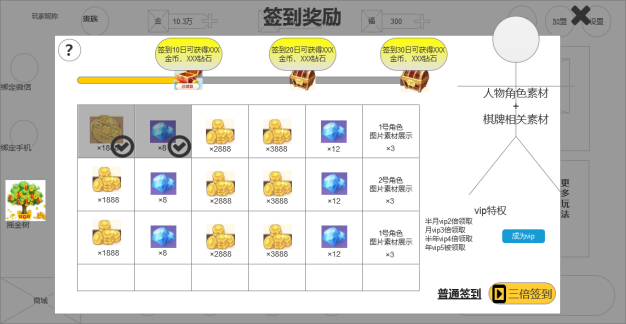 玩家昵称
贵族
金
10.3万
签到奖励
福
300
加盟
设置
?
签到10日可获得XXX
金币、XXX钻石
签到20日可获得XXX
金币、XXX钻石
签到30日可获得XXX
金币、XXX钻石
绑定微信
绑定手机
摇金树
商城
更多玩法
×1888
×8
×2888
×3888
×12
1号角色
图片素材展示
×3
×1888
×8
×2888
×3888
×12
2号角色
图片素材展示
×3
×1888
×8
×2888
×3888
×12
1号角色
图片素材展示
×3
人物角色素材
+
棋牌相关素材
vip特权
半月vip2倍领取
月vip3倍领取
半年vip4倍领取
年vip5被领取
成为vip
普通签到
三倍签到